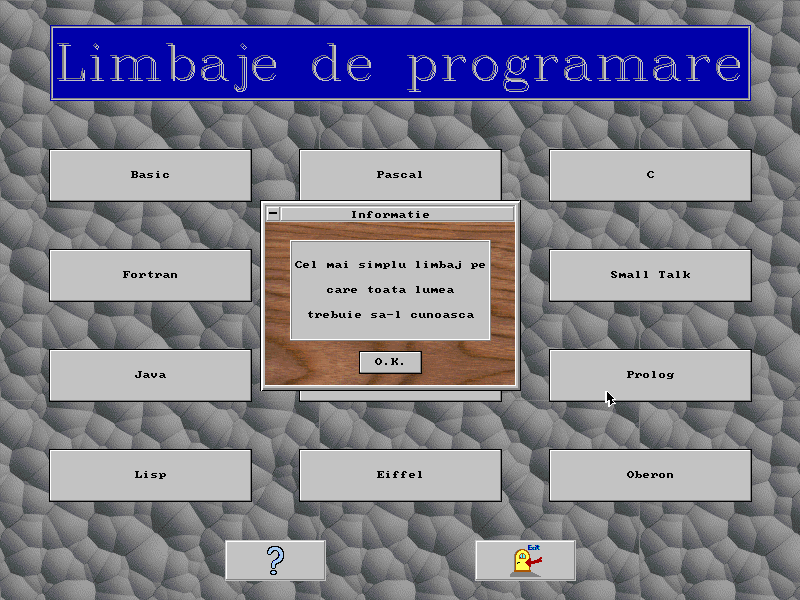 Limbaje de programare
Basic
Pascal
C
Informatie
Cel mai simplu limbaj pe
care toata lumea
trebuie sa-l cunoasca
O.K.
Fortran
Small Talk
Java
Prolog
Lisp
Eiffel
Oberon
?
Exit